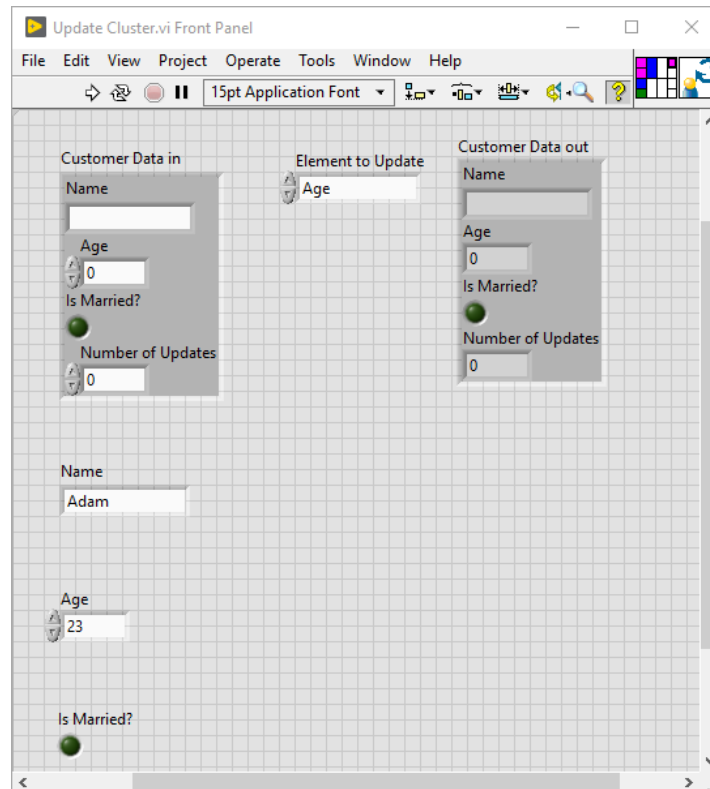 Update Cluster.vi Front Panel
File Edit View Project Operate Tools Window Help
15pt Application Font
Customer Data in
Name
Age
0
Is Married?
Number of Updates
0
Element to Update
Age
Customer Data out
Name
Age
0
Is Married?
Number of Updates
0
Name
Adam
Age
23
Is Married?